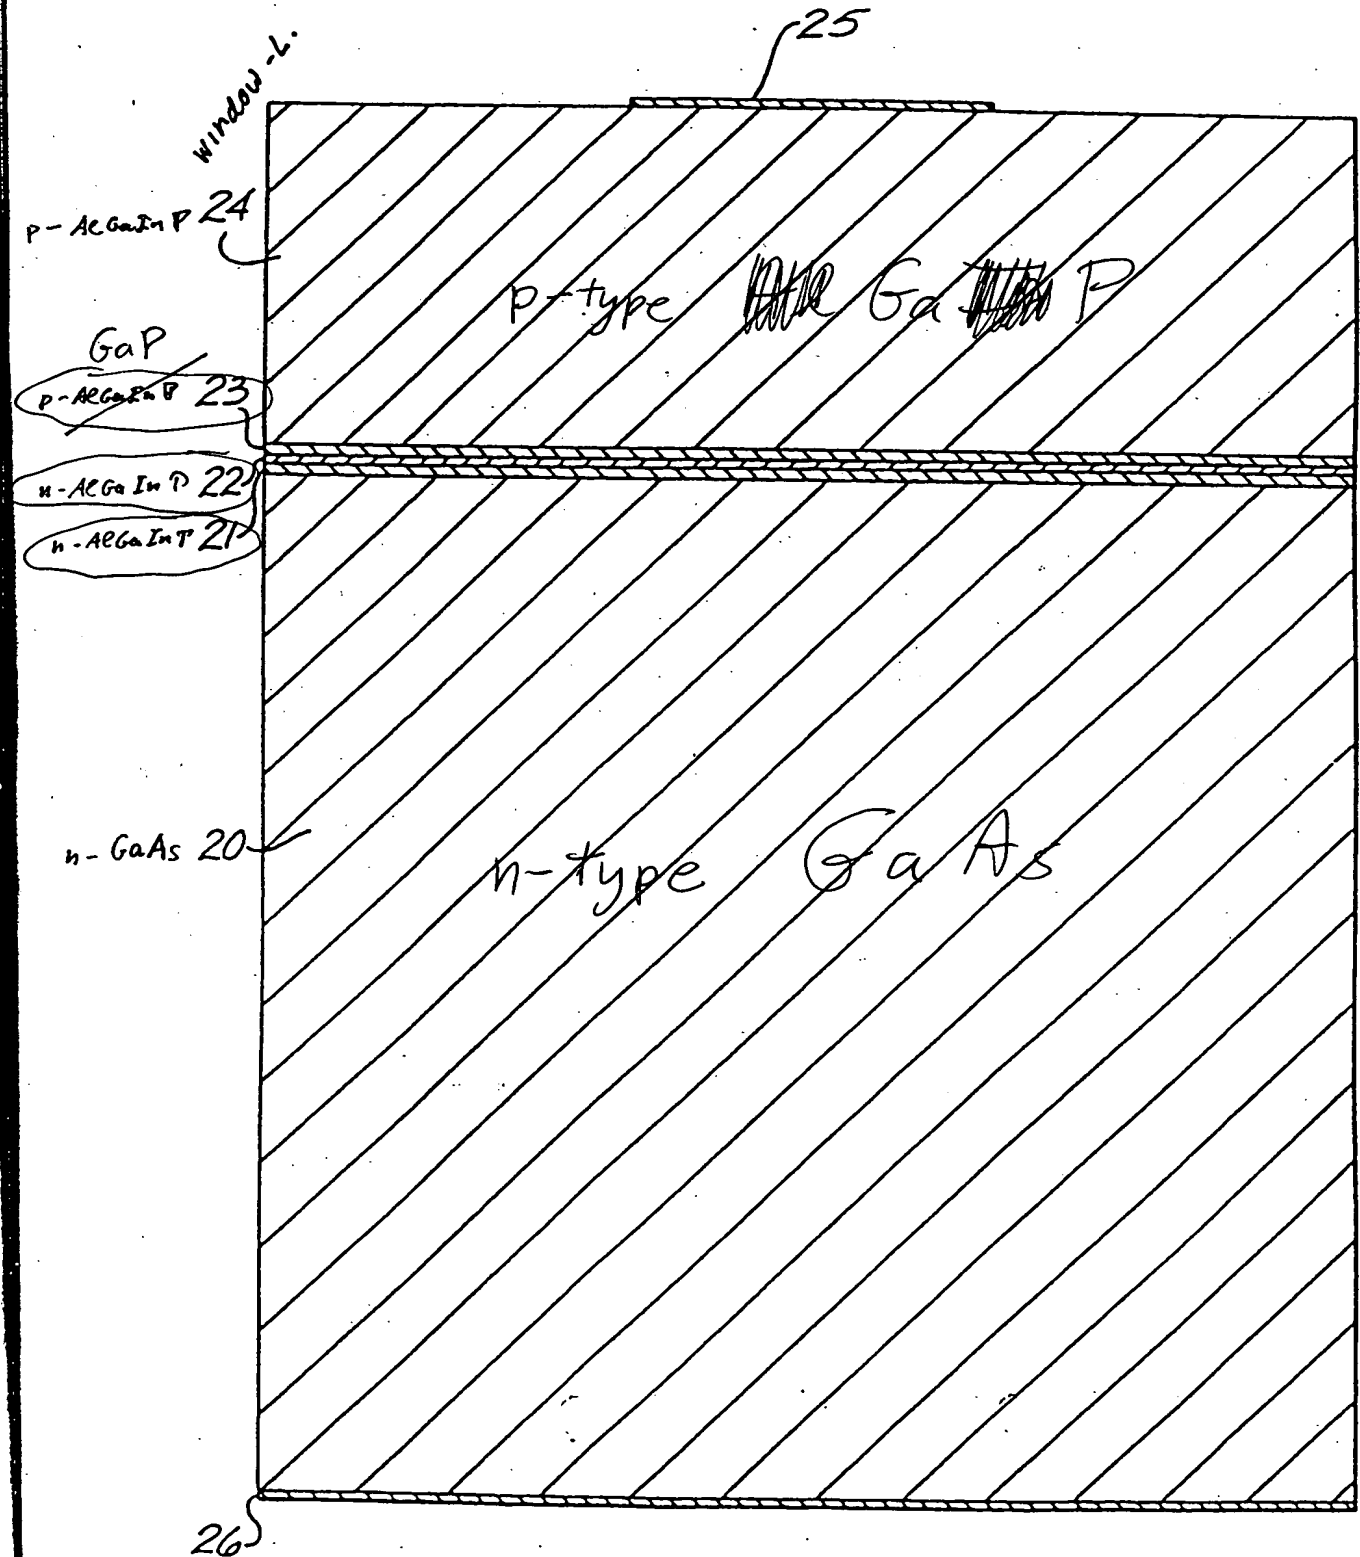 25
window-L.
p-AlGaInP 24
p-type Ga P
GaP
p-AlGaInP 23
n-AlGaInP 22
n-AlGaInP 21
n-GaAs 20
n-type GaAs
26